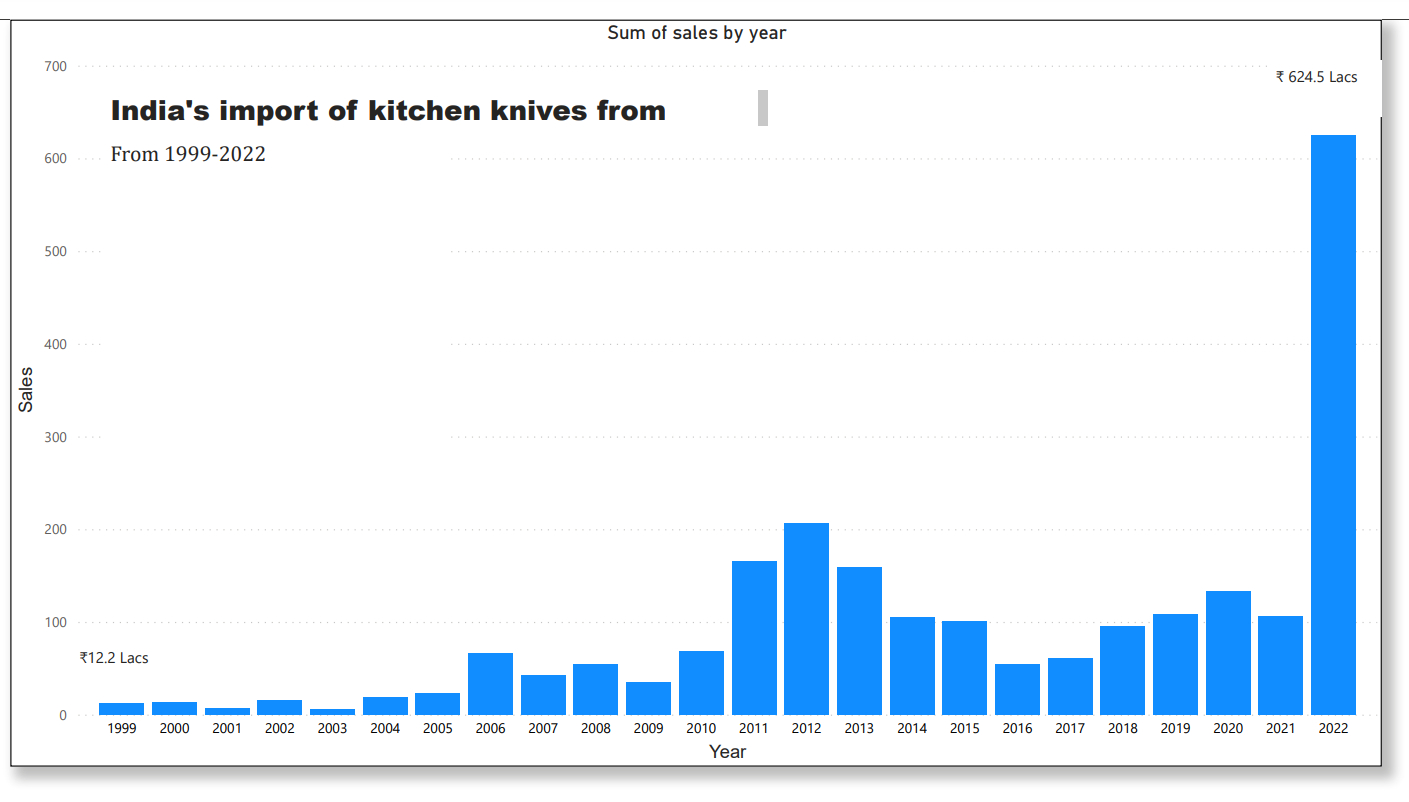 Sum of sales by year
700
₹ 624.5 Lacs
India's import of kitchen knives from
From 1999-2022
600
500
400
Sales
300
200
100
₹12.2 Lacs
0
1999 2000 2001 2002 2003 2004 2005 2006 2007 2008 2009 2010 2011 2012 2013 2014 2015 2016 2017 2018 2019 2020 2021 2022
Year